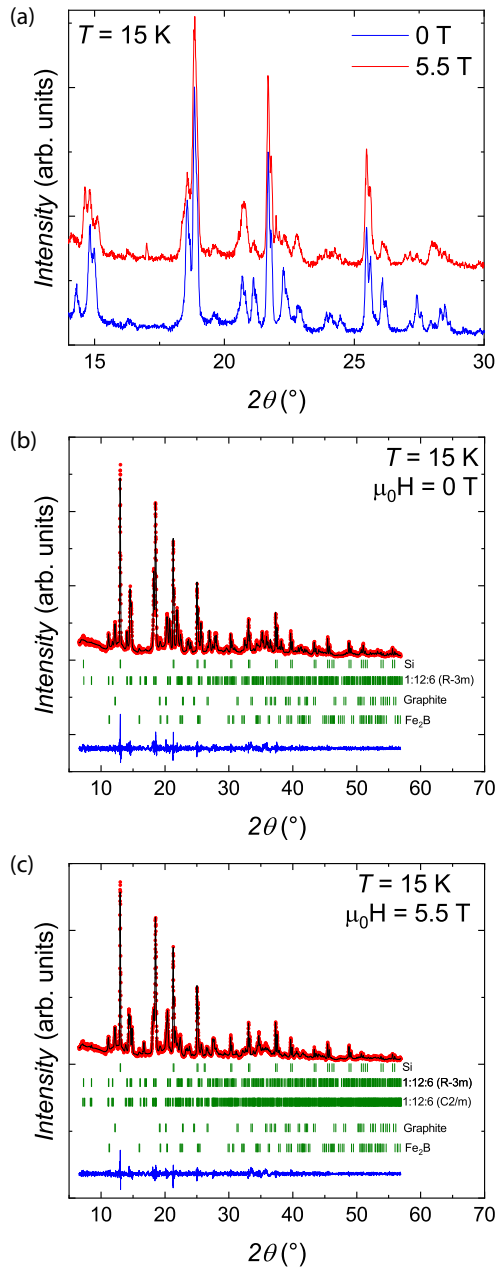 (a)
T = 15 K
0 T
5.5 T
Intensity (arb. units)
15 20 25 30
2θ (°)
(b)
T = 15 K
μ₀H = 0 T
Intensity (arb. units)
Si
1:12:6 (R-3m)
Graphite
Fe₂B
10 20 30 40 50 60 70
2θ (°)
(c)
T = 15 K
μ₀H = 5.5 T
Intensity (arb. units)
Si
1:12:6 (R-3m)
1:12:6 (C2/m)
Graphite
Fe₂B
10 20 30 40 50 60 70
2θ (°)